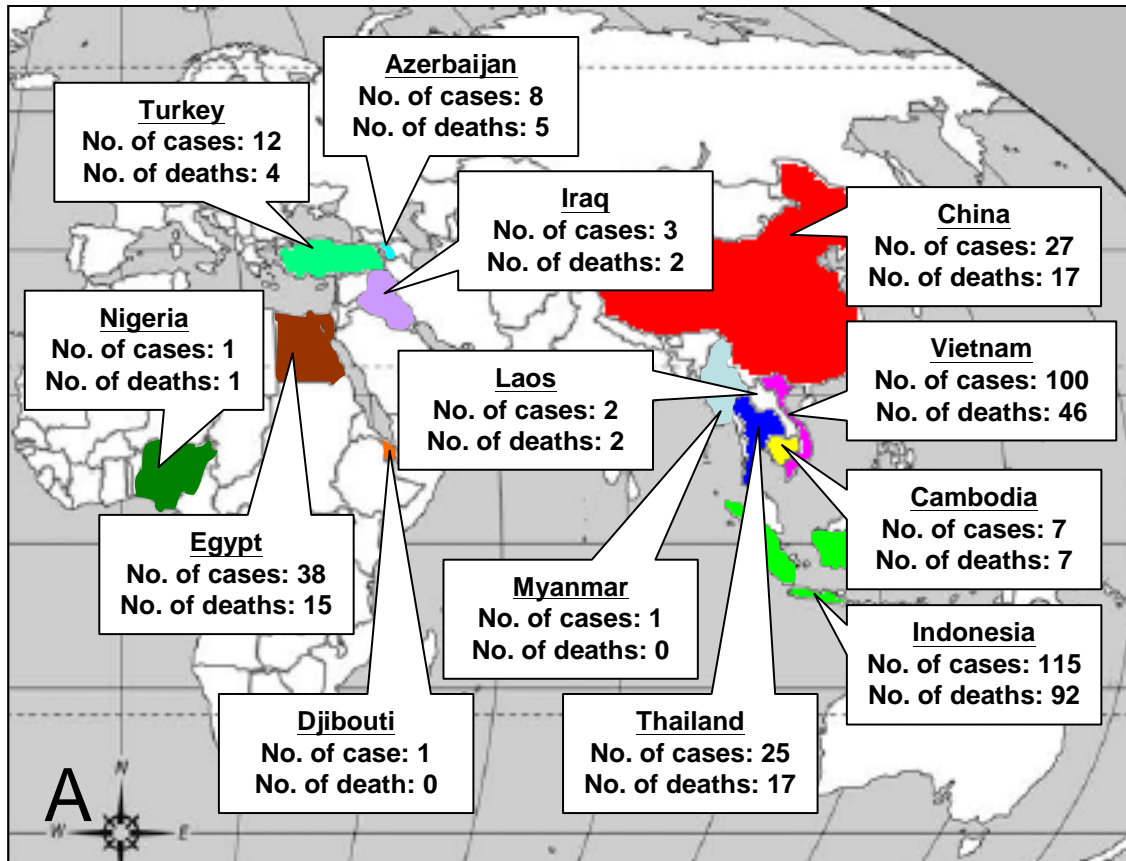 Azerbaijan
No. of cases: 8
No. of deaths: 5
Turkey
No. of cases: 12
No. of deaths: 4
Iraq
No. of cases: 3
No. of deaths: 2
China
No. of cases: 27
No. of deaths: 17
Nigeria
No. of cases: 1
No. of deaths: 1
Laos
No. of cases: 2
No. of deaths: 2
Vietnam
No. of cases: 100
No. of deaths: 46
Egypt
No. of cases: 38
No. of deaths: 15
Myanmar
No. of cases: 1
No. of deaths: 0
Cambodia
No. of cases: 7
No. of deaths: 7
Indonesia
No. of cases: 115
No. of deaths: 92
Djibouti
No. of case: 1
No. of death: 0
Thailand
No. of cases: 25
No. of deaths: 17
A
N
W
E